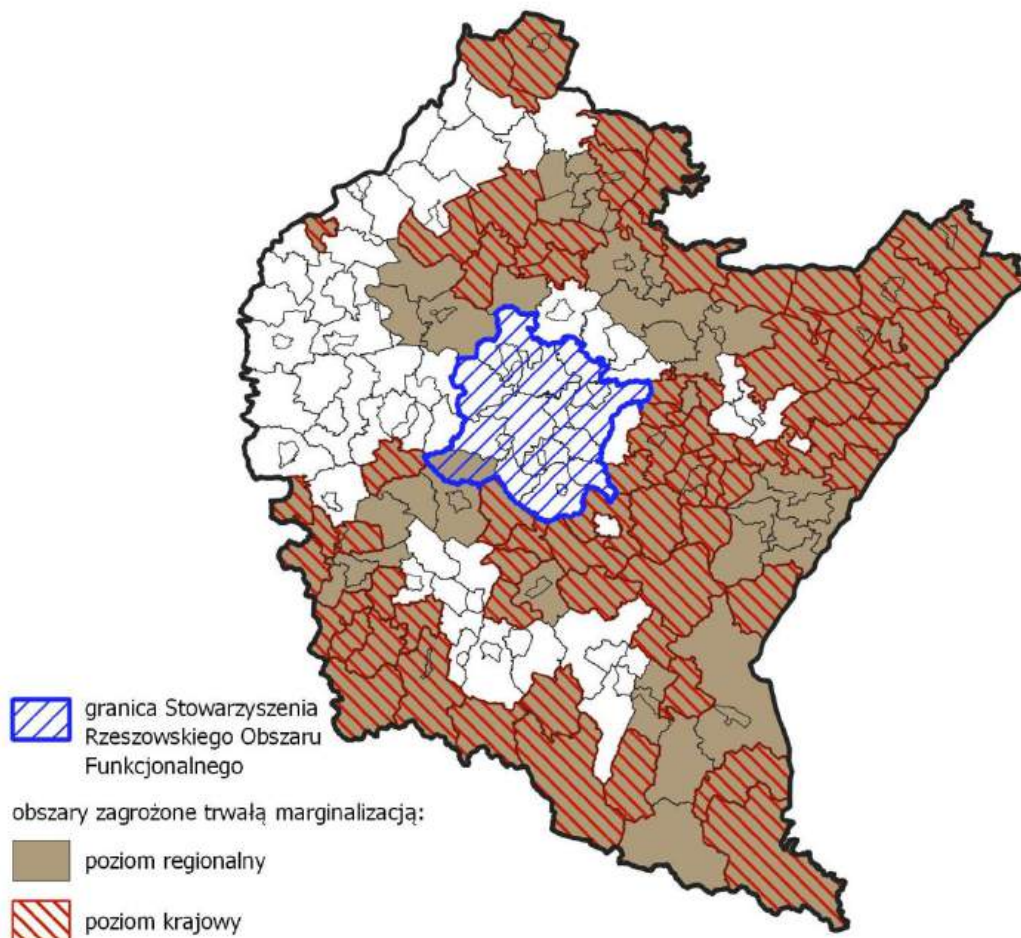 granica Stowarzyszenia
Rzeszowskiego Obszaru
Funkcjonalnego
obszary zagrożone trwałą marginalizacją:
poziom regionalny
poziom krajowy